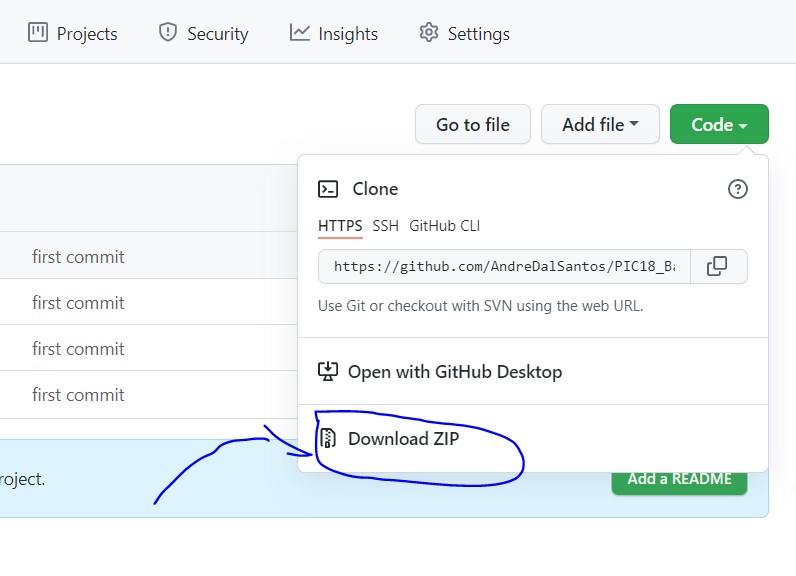 Projects Security Insights Settings
Go to file Add file Code
Clone
HTTPS SSH GitHub CLI
first commit
https://github.com/AndreDalSantos/PIC18_Ba
first commit
Use Git or checkout with SVN using the web URL.
first commit
Open with GitHub Desktop
first commit
Download ZIP
roject.
Add a README